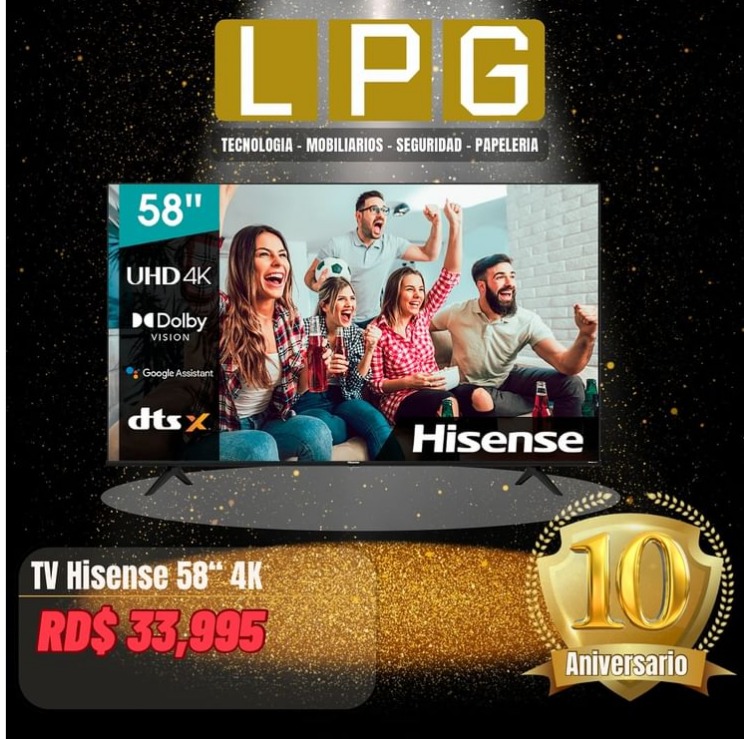 LPG
TECNOLOGIA - MOBILIARIOS - SEGURIDAD - PAPELERIA
58"
UHD 4K
Dolby
VISION
Google Assistant
dts x
Hisense
TV Hisense 58“ 4K
RD$ 33,995
10
Aniversario